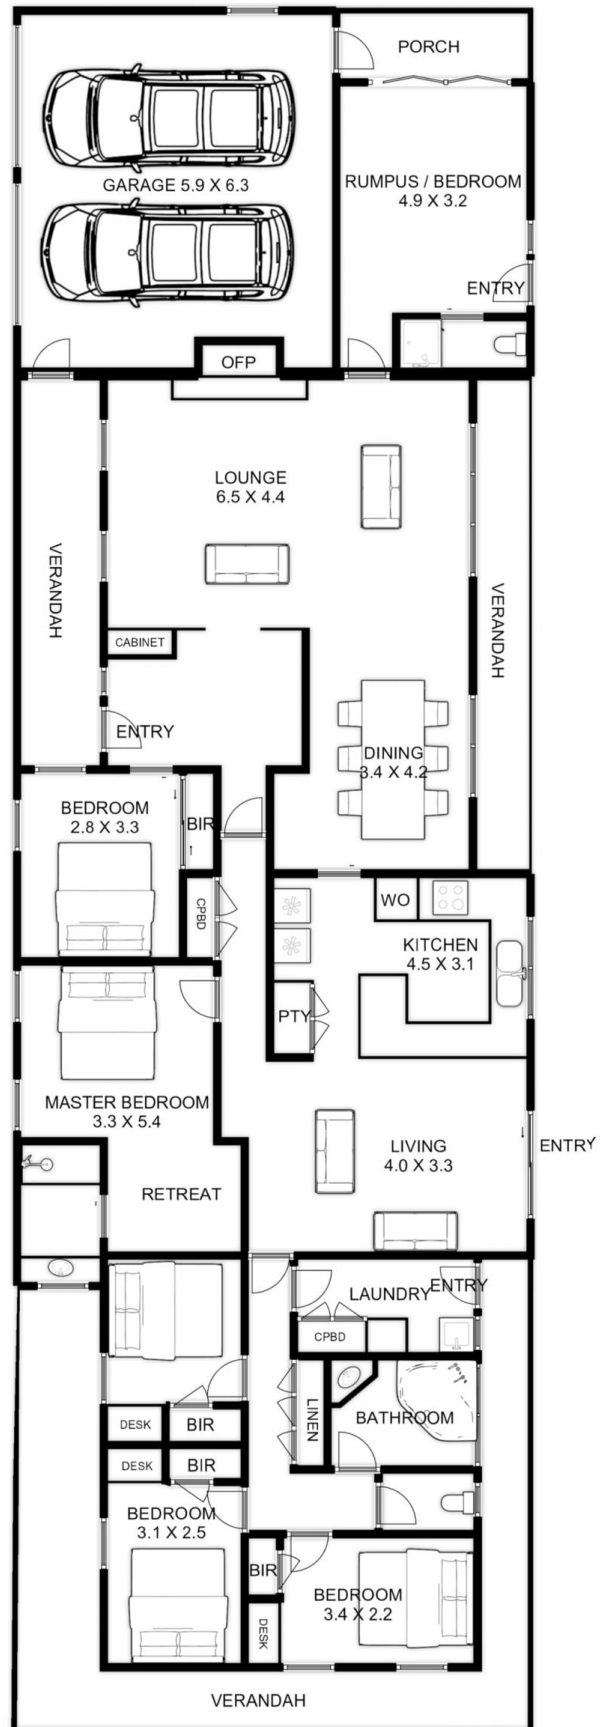 PORCH
GARAGE 5.9 X 6.3
RUMPUS / BEDROOM
4.9 X 3.2
ENTRY
OFP
LOUNGE
6.5 X 4.4
VERANDAH
VERANDAH
CABINET
ENTRY
DINING
3.4 X 4.2
BEDROOM
2.8 X 3.3
BIR
CPBD
WO
KITCHEN
4.5 X 3.1
PTY
MASTER BEDROOM
3.3 X 5.4
LIVING
4.0 X 3.3
ENTRY
RETREAT
LAUNDRY
ENTRY
CPBD
DESK
BIR
LINEN
BATHROOM
DESK
BIR
BEDROOM
3.1 X 2.5
BIR
BEDROOM
3.4 X 2.2
DESK
VERANDAH